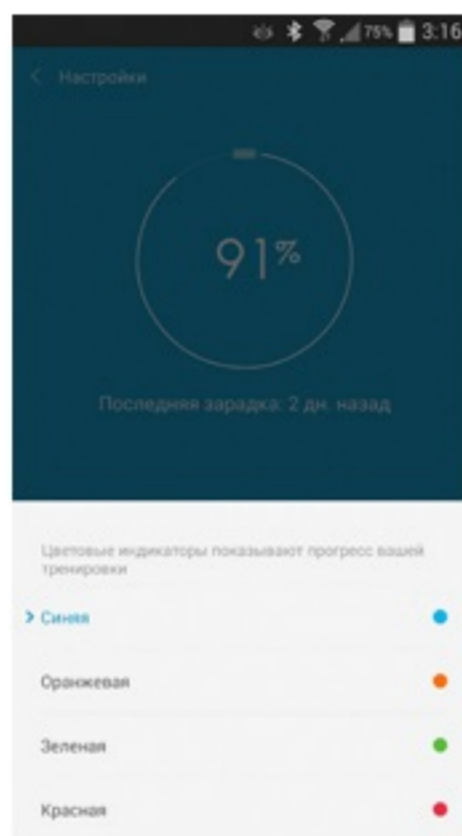 75% 3:16
< Настройки
91%
Последняя зарадка: 2 дн. назад
Цветовые индикаторы показывают прогресс вашей
тренировки
> Синяя
Оранжевая
Зеленая
Красная